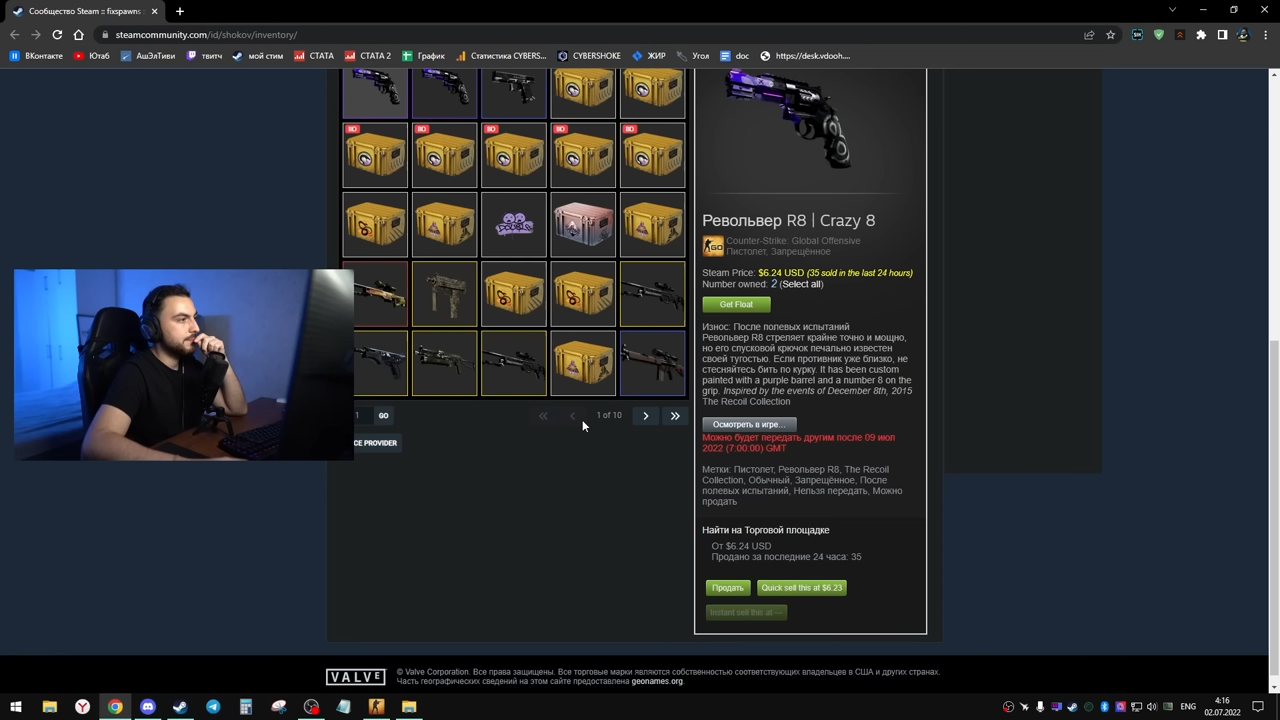 Сообщество Steam :: fixspawnns ::
steamcommunity.com/id/shokov/inventory/
ВКонтакте Ютаб АшЭлТиви твитч мой стим СТАТА СТАТА 2 График Статистика CYBERS... CYBERSHOKE ЖИР Угол doc https://desk.vdooh....
Револьвер R8 | Crazy 8
Counter-Strike: Global Offensive
Пистолет, Запрещённое
Steam Price: $6.24 USD (35 sold in the last 24 hours)
Number owned: 2 (Select all)
Get Float
Износ: После полевых испытаний
Револьвер R8 стреляет крайне точно и мощно,
но его спусковой крючок печально известен
своей тугостью. Если противник уже близко, не
стесняйтесь бить по курку. It has been custom
painted with a purple barrel and a number 8 on the
grip. Inspired by the events of December 8th, 2015
The Recoil Collection
Осмотреть в игре...
Можно будет передать другим после 09 июл
2022 (7:00:00) GMT
Метки: Пистолет, Револьвер R8, The Recoil
Collection, Обычный, Запрещённое, После
полевых испытаний, Нельзя передать, Можно
продать
Найти на Торговой площадке
От $6.24 USD
Продано за последние 24 часа: 35
Продать Quick sell this at $6.23
Instant sell this at —
1 GO « ‹ 1 of 10 › »
CE PROVIDER
VALVE
© Valve Corporation. Все права защищены. Все торговые марки являются собственностью соответствующих владельцев в США и других странах.
Часть географических сведений на этом сайте предоставлена geonames.org.
ENG
4:16
02.07.2022